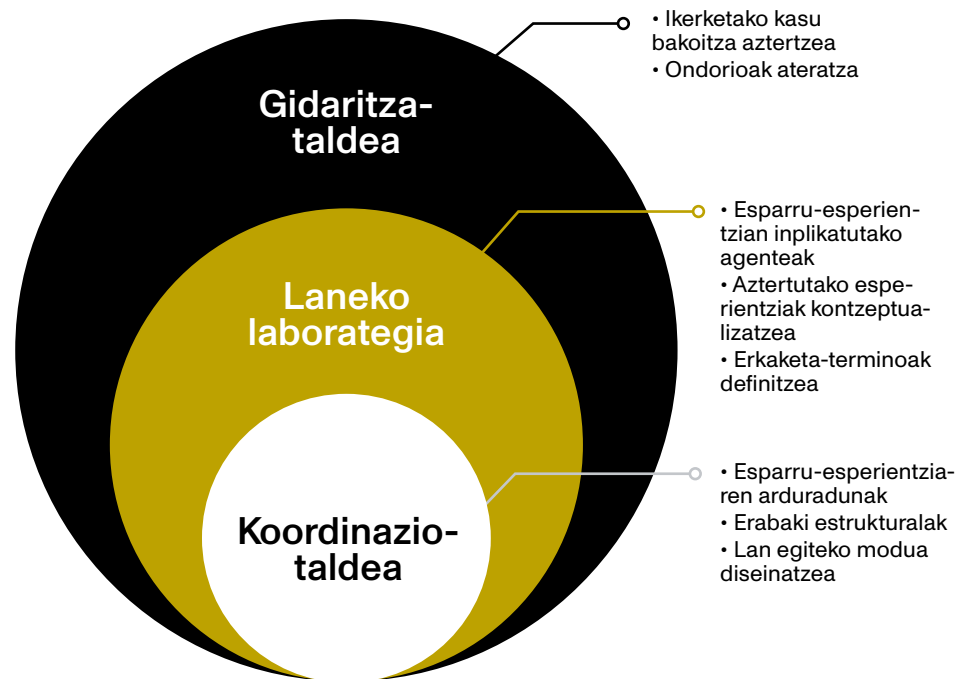 Gidaritza-
taldea
• Ikerketako kasu
bakoitza aztertzea
• Ondorioak ateratza
Laneko
laborategia
• Esparru-esperien-
tzian inplikatutako
agenteak
• Aztertutako espe-
rientziak kontzeptua-
lizatzea
• Erkaketa-terminoak
definitzea
Koordinazio-
taldea
• Esparru-esperientzia-
ren arduradunak
• Erabaki estrukturalak
• Lan egiteko modua
diseinatzea